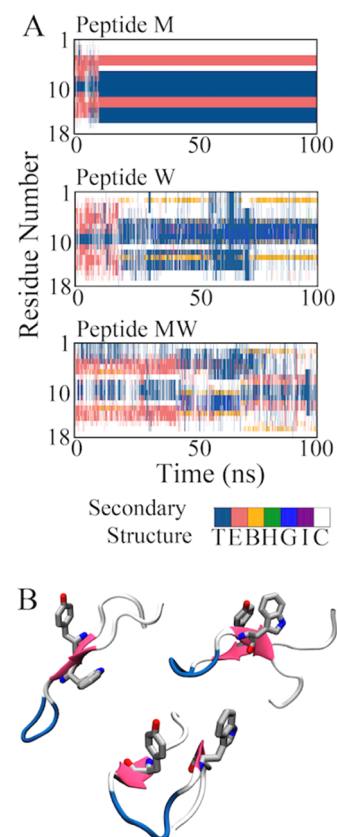 A
Peptide M
1
10
18
0 50 100
Peptide W
1
10
18
0 50 100
Peptide MW
1
10
18
0 50 100
Residue Number
Time (ns)
Secondary
Structure
TEBHGIC
B